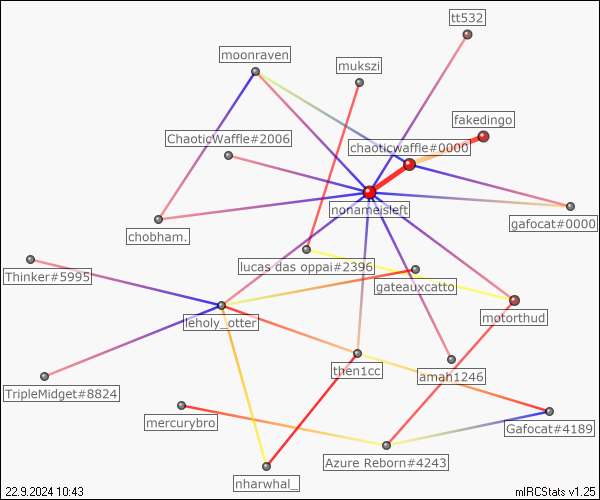 tt532
moonraven
mukszi
fakedingo
ChaoticWaffle#2006
chaoticwaffle#0000
nonameisleft
gafocat#0000
chobham.
lucas das oppai#2396
Thinker#5995
gateauxcatto
leholy_otter
motorthud
then1cc
amah1246
TripleMidget#8824
mercurybro
Gafocat#4189
Azure Reborn#4243
nharwhal_
22.9.2024 10:43
mIRCStats v1.25